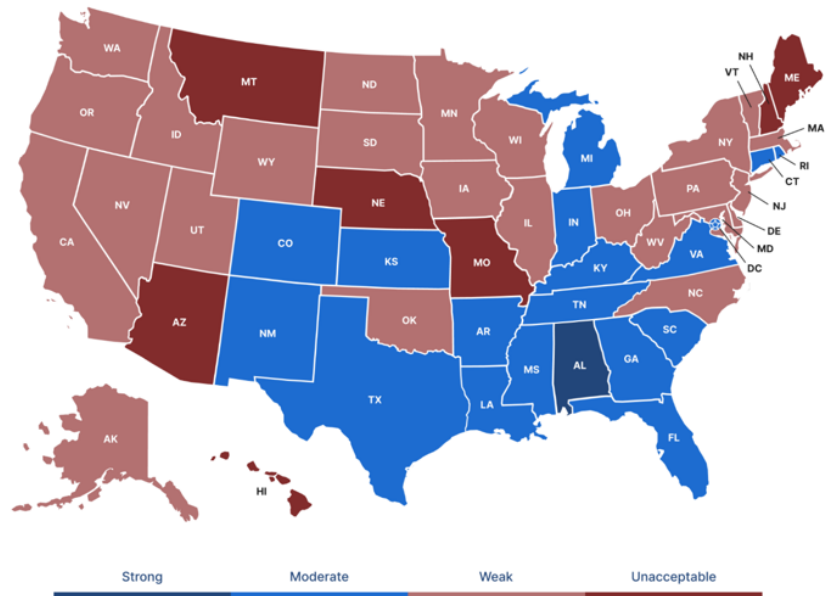 WA
MT
ND
MN
OR
ID
SD
WI
WY
MI
NH
VT
ME
NY
MA
RI
CT
NV
UT
CA
NE
IA
IL
IN
OH
PA
NJ
DE
MD
DC
CO
KS
MO
KY
WV
VA
AZ
NM
OK
AR
TN
NC
SC
TX
LA
MS
AL
GA
FL
AK
HI
Strong Moderate Weak Unacceptable